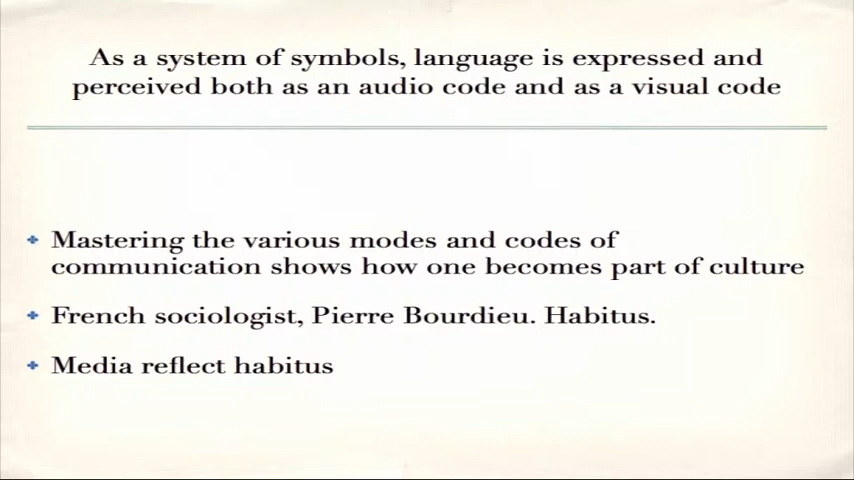 As a system of symbols, language is expressed and
perceived both as an audio code and as a visual code
Mastering the various modes and codes of
communication shows how one becomes part of culture
French sociologist, Pierre Bourdieu. Habitus.
Media reflect habitus